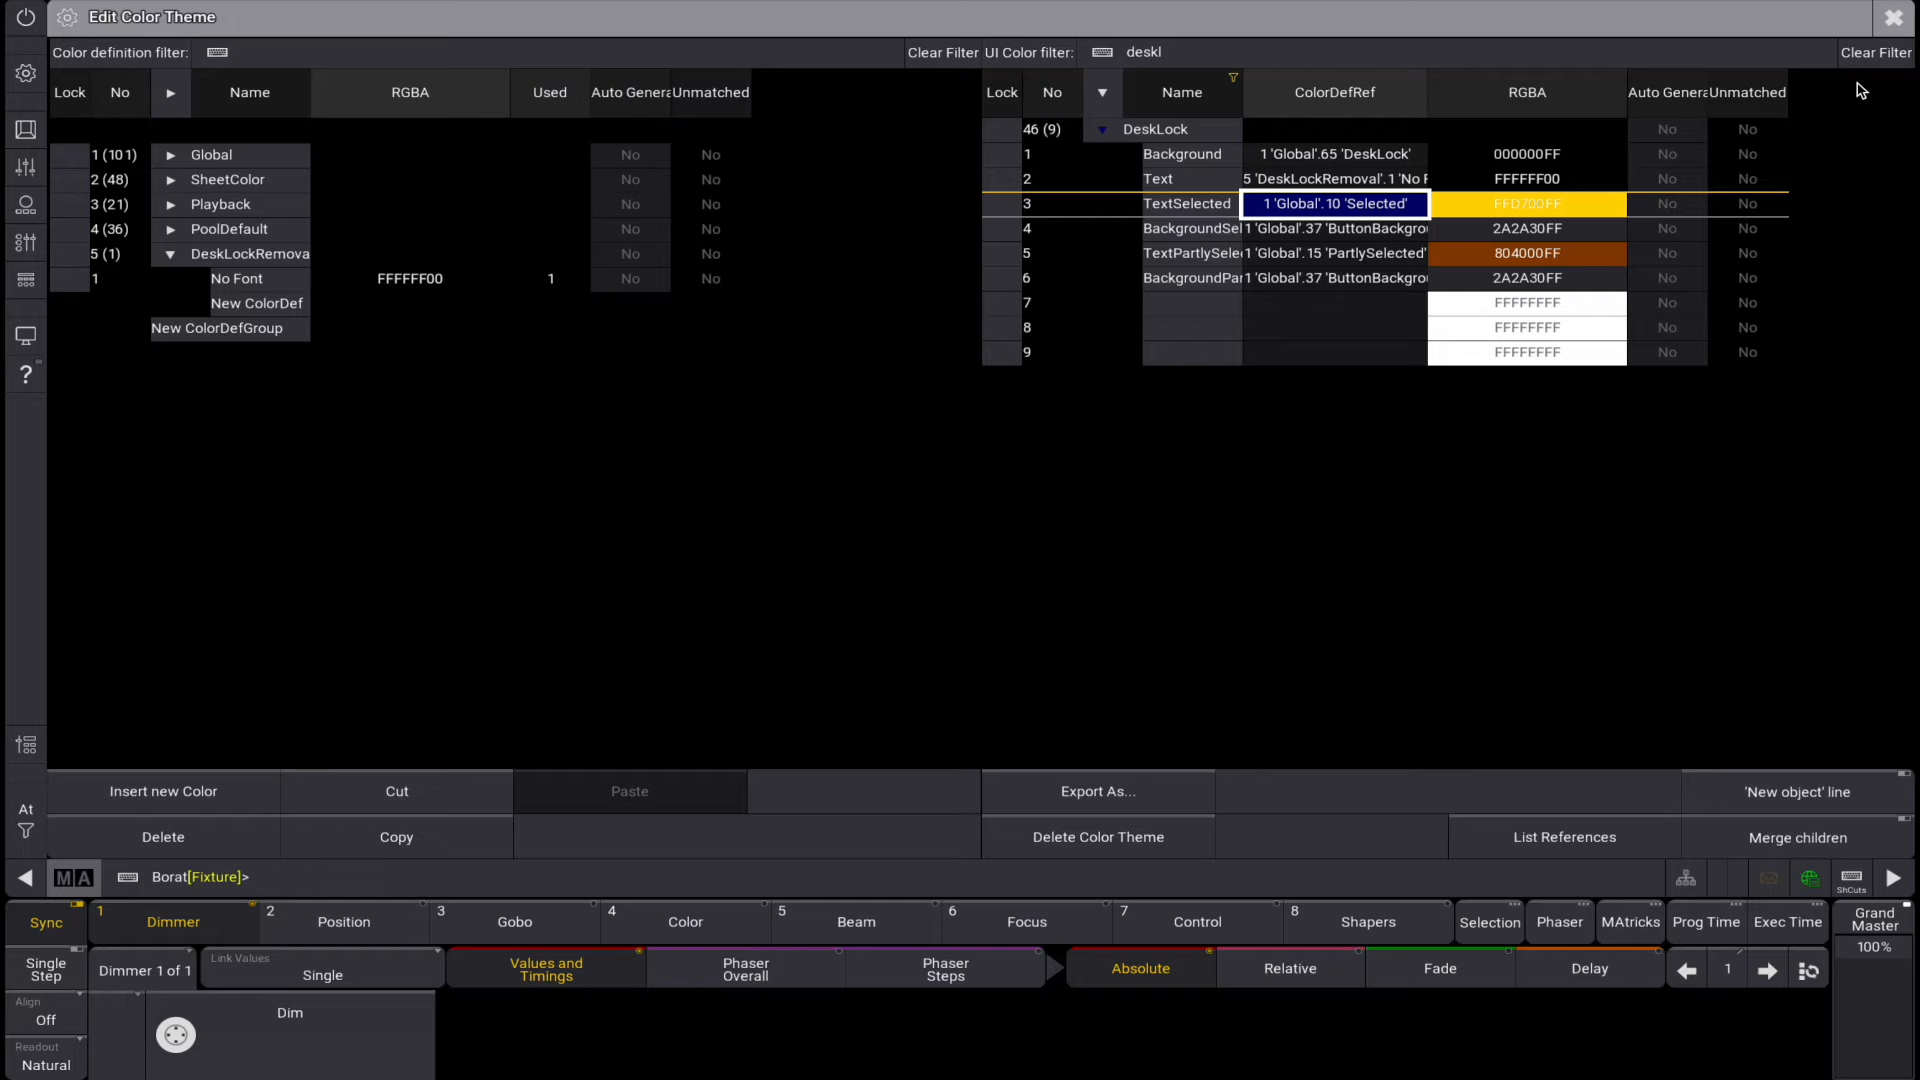 Edit Color Theme
Color definition filter:
Clear Filter
UI Color filter:
deskl
Clear Filter
Lock No Name RGBA Used Auto Genera Unmatched
1 (101) Global No No
2 (48) SheetColor No No
3 (21) Playback No No
4 (36) PoolDefault No No
5 (1) DeskLockRemova No No
1 No Font FFFFFF00 1 No No
New ColorDef
New ColorDefGroup
Lock No Name ColorDefRef RGBA Auto Genera Unmatched
46 (9) DeskLock No No
1 Background 1 'Global'.65 'DeskLock' 000000FF No No
2 Text 5 'DeskLockRemoval'.1 'No F FFFFFF00 No No
3 TextSelected 1 'Global'.10 'Selected' FFD700FF No No
4 BackgroundSel 1 'Global'.37 'ButtonBackgrou 2A2A30FF No No
5 TextPartlySele 1 'Global'.15 'PartlySelected' 804000FF No No
6 BackgroundPar 1 'Global'.37 'ButtonBackgrou 2A2A30FF No No
7 FFFFFFFF No No
8 FFFFFFFF No No
9 FFFFFFFF No No
At
Insert new Color Cut Paste Export As... 'New object' line
Delete Copy Delete Color Theme List References Merge children
MA Borat[Fixture]> ShCuts
Sync
1 Dimmer
2 Position
3 Gobo
4 Color
5 Beam
6 Focus
7 Control
8 Shapers
Selection
Phaser
MAtricks
Prog Time
Exec Time
Grand
Master
100%
Single
Step
Dimmer 1 of 1
Link Values
Single
Values and
Timings
Phaser
Overall
Phaser
Steps
Absolute
Relative
Fade
Delay
1
Align
Off
Readout
Natural
Dim